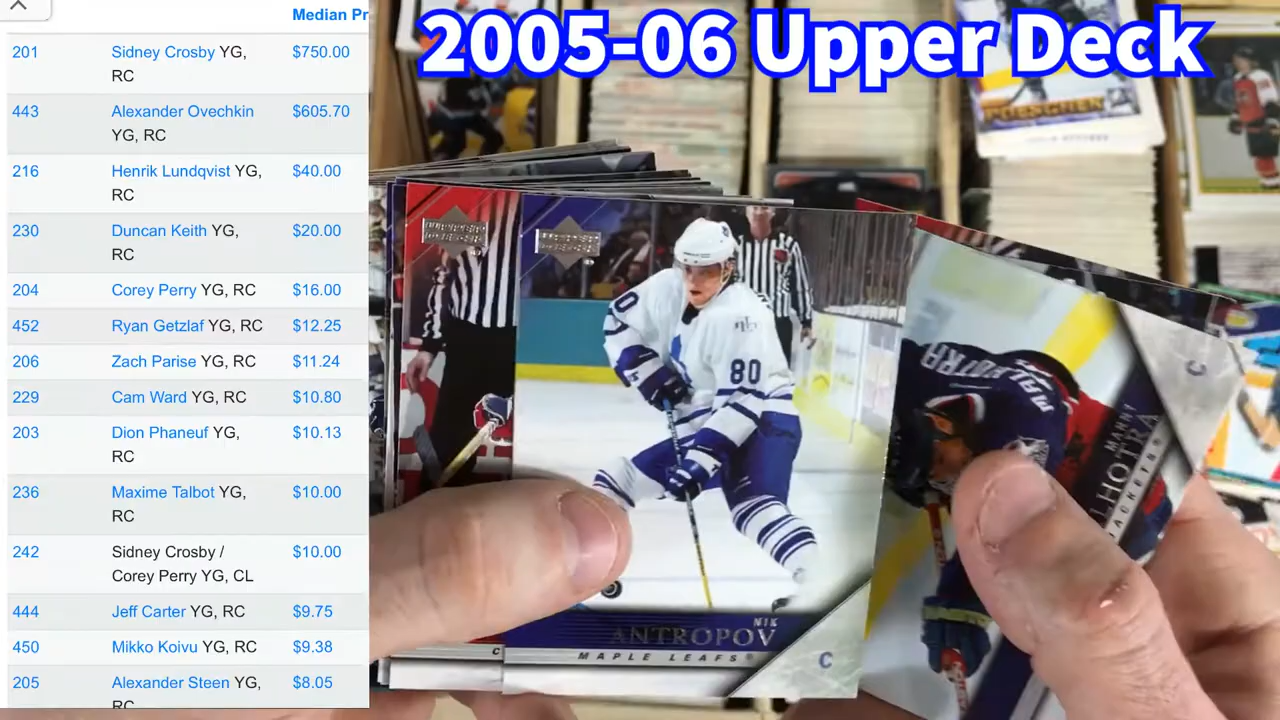 2005-06 Upper Deck
Median Pr
201 Sidney Crosby YG, $750.00
RC
443 Alexander Ovechkin $605.70
YG, RC
216 Henrik Lundqvist YG, $40.00
RC
230 Duncan Keith YG, $20.00
RC
204 Corey Perry YG, RC $16.00
452 Ryan Getzlaf YG, RC $12.25
206 Zach Parise YG, RC $11.24
229 Cam Ward YG, RC $10.80
203 Dion Phaneuf YG, $10.13
RC
236 Maxime Talbot YG, $10.00
RC
242 Sidney Crosby / $10.00
Corey Perry YG, CL
444 Jeff Carter YG, RC $9.75
450 Mikko Koivu YG, RC $9.38
205 Alexander Steen YG, $8.05
RC
80
80
NIK
ANTROPOV
MAPLE LEAFS
C
C
MALHOTRA
MANNY
LHOTRA
C